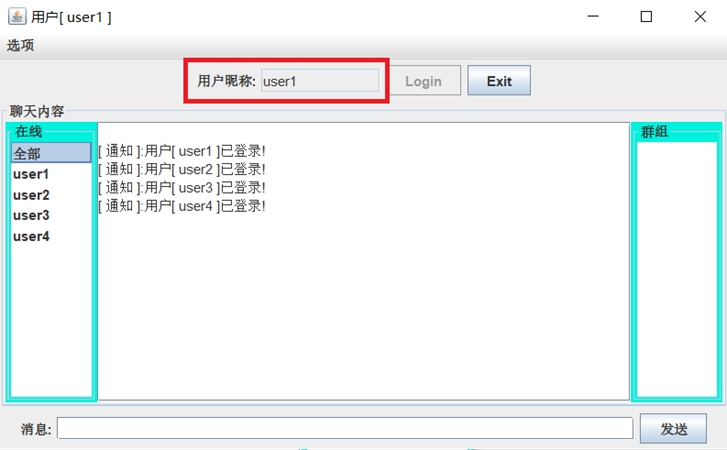 用户[ user1 ]
选项
用户昵称: user1 Login Exit
聊天内容
在线
全部
user1
user2
user3
user4
[ 通知 ]:用户[ user1 ]已登录!
[ 通知 ]:用户[ user2 ]已登录!
[ 通知 ]:用户[ user3 ]已登录!
[ 通知 ]:用户[ user4 ]已登录!
群组
消息: 发送